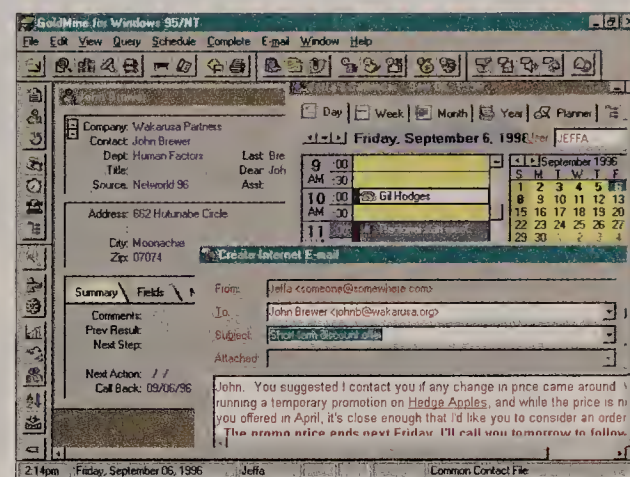 GoldMine for Windows 95/NT
File Edit View Query Schedule Complete E-mail Window Help
Company: Wakarusa Partners
Contact: John Brewer
Dept: Human Factors
Last: Bre
Title:
Dear: Joh
Source: Networld 96
Asst:
Address: 662 Hutunabe Circle
City: Moonachie
Zip: 07074
Summary Fields
Comments:
Prev Result:
Next Step:
Next Action: / /
Call Back: 09/06/96
Day Week Month Year Planner
Friday, September 6, 1996
User: JEFFA
9 :00
AM :30
10 :00 Gil Hodges
AM :00
11
September 1996
S M T W T F
1 2 3 4 5 6
8 9 10 11 12 13
15 16 17 18 19 20
22 23 24 25 26 27
29 30 1 2 3 4
Create Internet E-mail
From: Jeffa <someone@somewhere.com>
To: John Brewer <johnb@wakarusa.org>
Subject: Short term discount offer
Attached:
John. You suggested I contact you if any change in price came around
running a temporary promotion on Hedge Apples, and while the price is n
you offered in April, it's close enough that I'd like you to consider an order
The promo price ends next Friday. I'll call you tomorrow to follow
2:14pm Friday, September 06, 1996 Jeffa Common Contact File